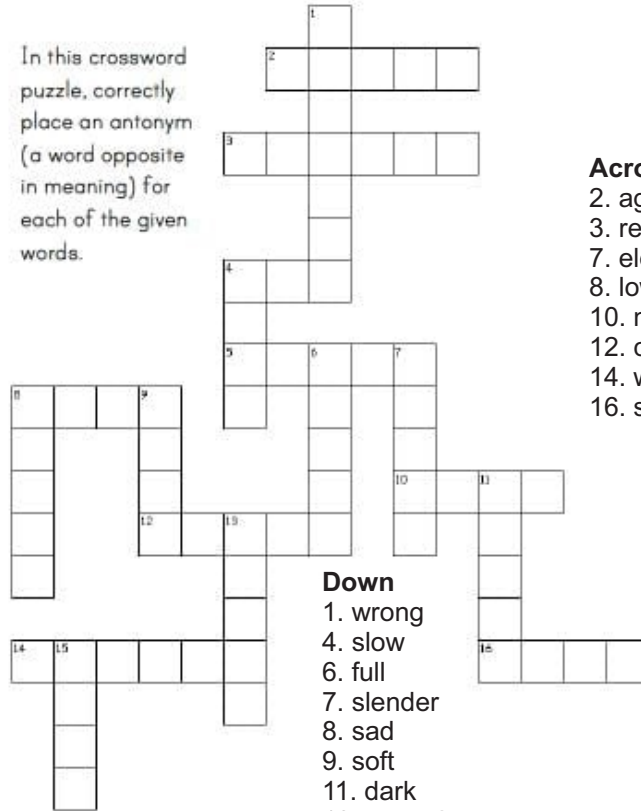 In this crossword
puzzle, correctly
place an antonym
(a word opposite
in meaning) for
each of the given
words.
1
2
3
4
5 6 7
8 9
10 11
12 13
14 15
16
Acro
2. ag
3. re
7. el
8. lo
10.
12.
14.
16. s
Down
1. wrong
4. slow
6. full
7. slender
8. sad
9. soft
11. dark